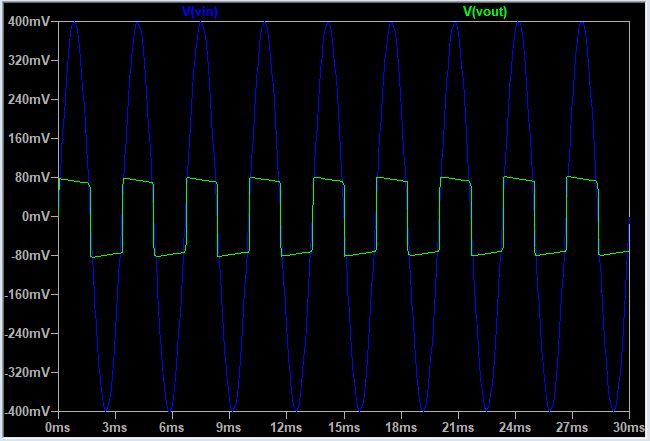 V(vin) V(vout)
400mV
320mV
240mV
160mV
80mV
0mV
-80mV
-160mV
-240mV
-320mV
-400mV
0ms 3ms 6ms 9ms 12ms 15ms 18ms 21ms 24ms 27ms 30ms